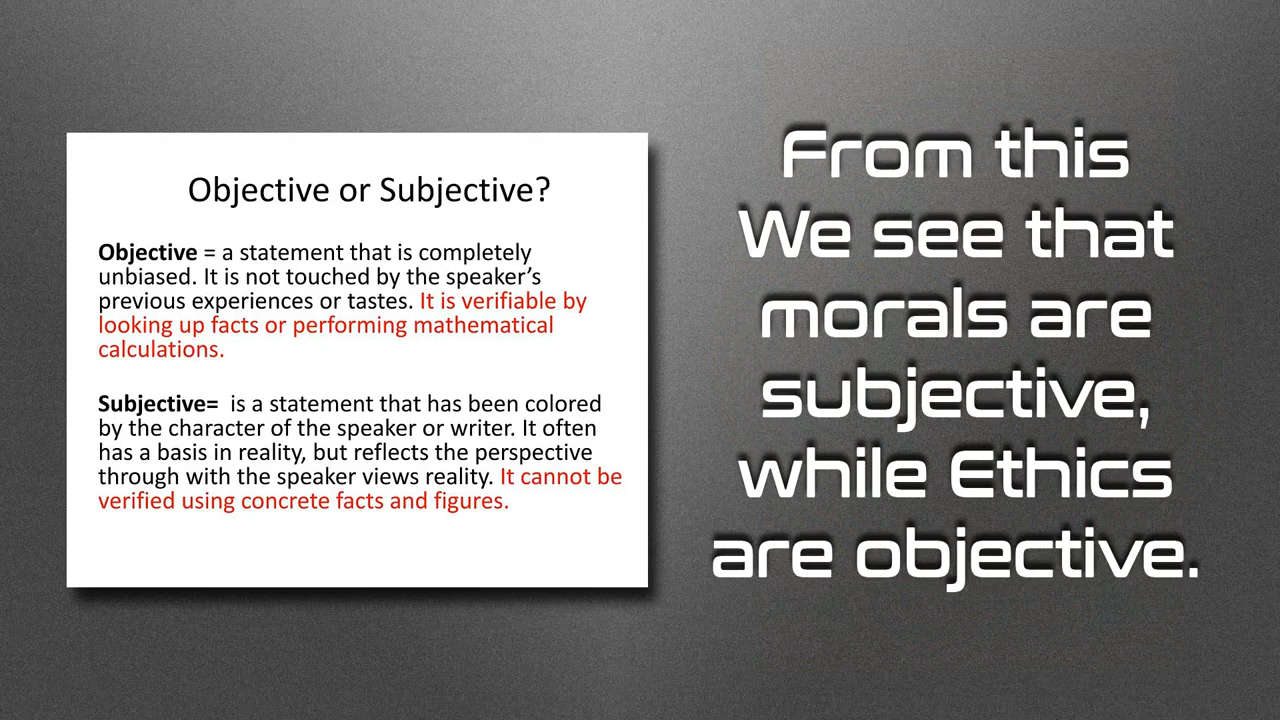 Objective or Subjective?
Objective = a statement that is completely
unbiased. It is not touched by the speaker's
previous experiences or tastes. It is verifiable by
looking up facts or performing mathematical
calculations.
Subjective= is a statement that has been colored
by the character of the speaker or writer. It often
has a basis in reality, but reflects the perspective
through with the speaker views reality. It cannot be
verified using concrete facts and figures.
From this
We see that
morals are
subjective,
while Ethics
are objective.